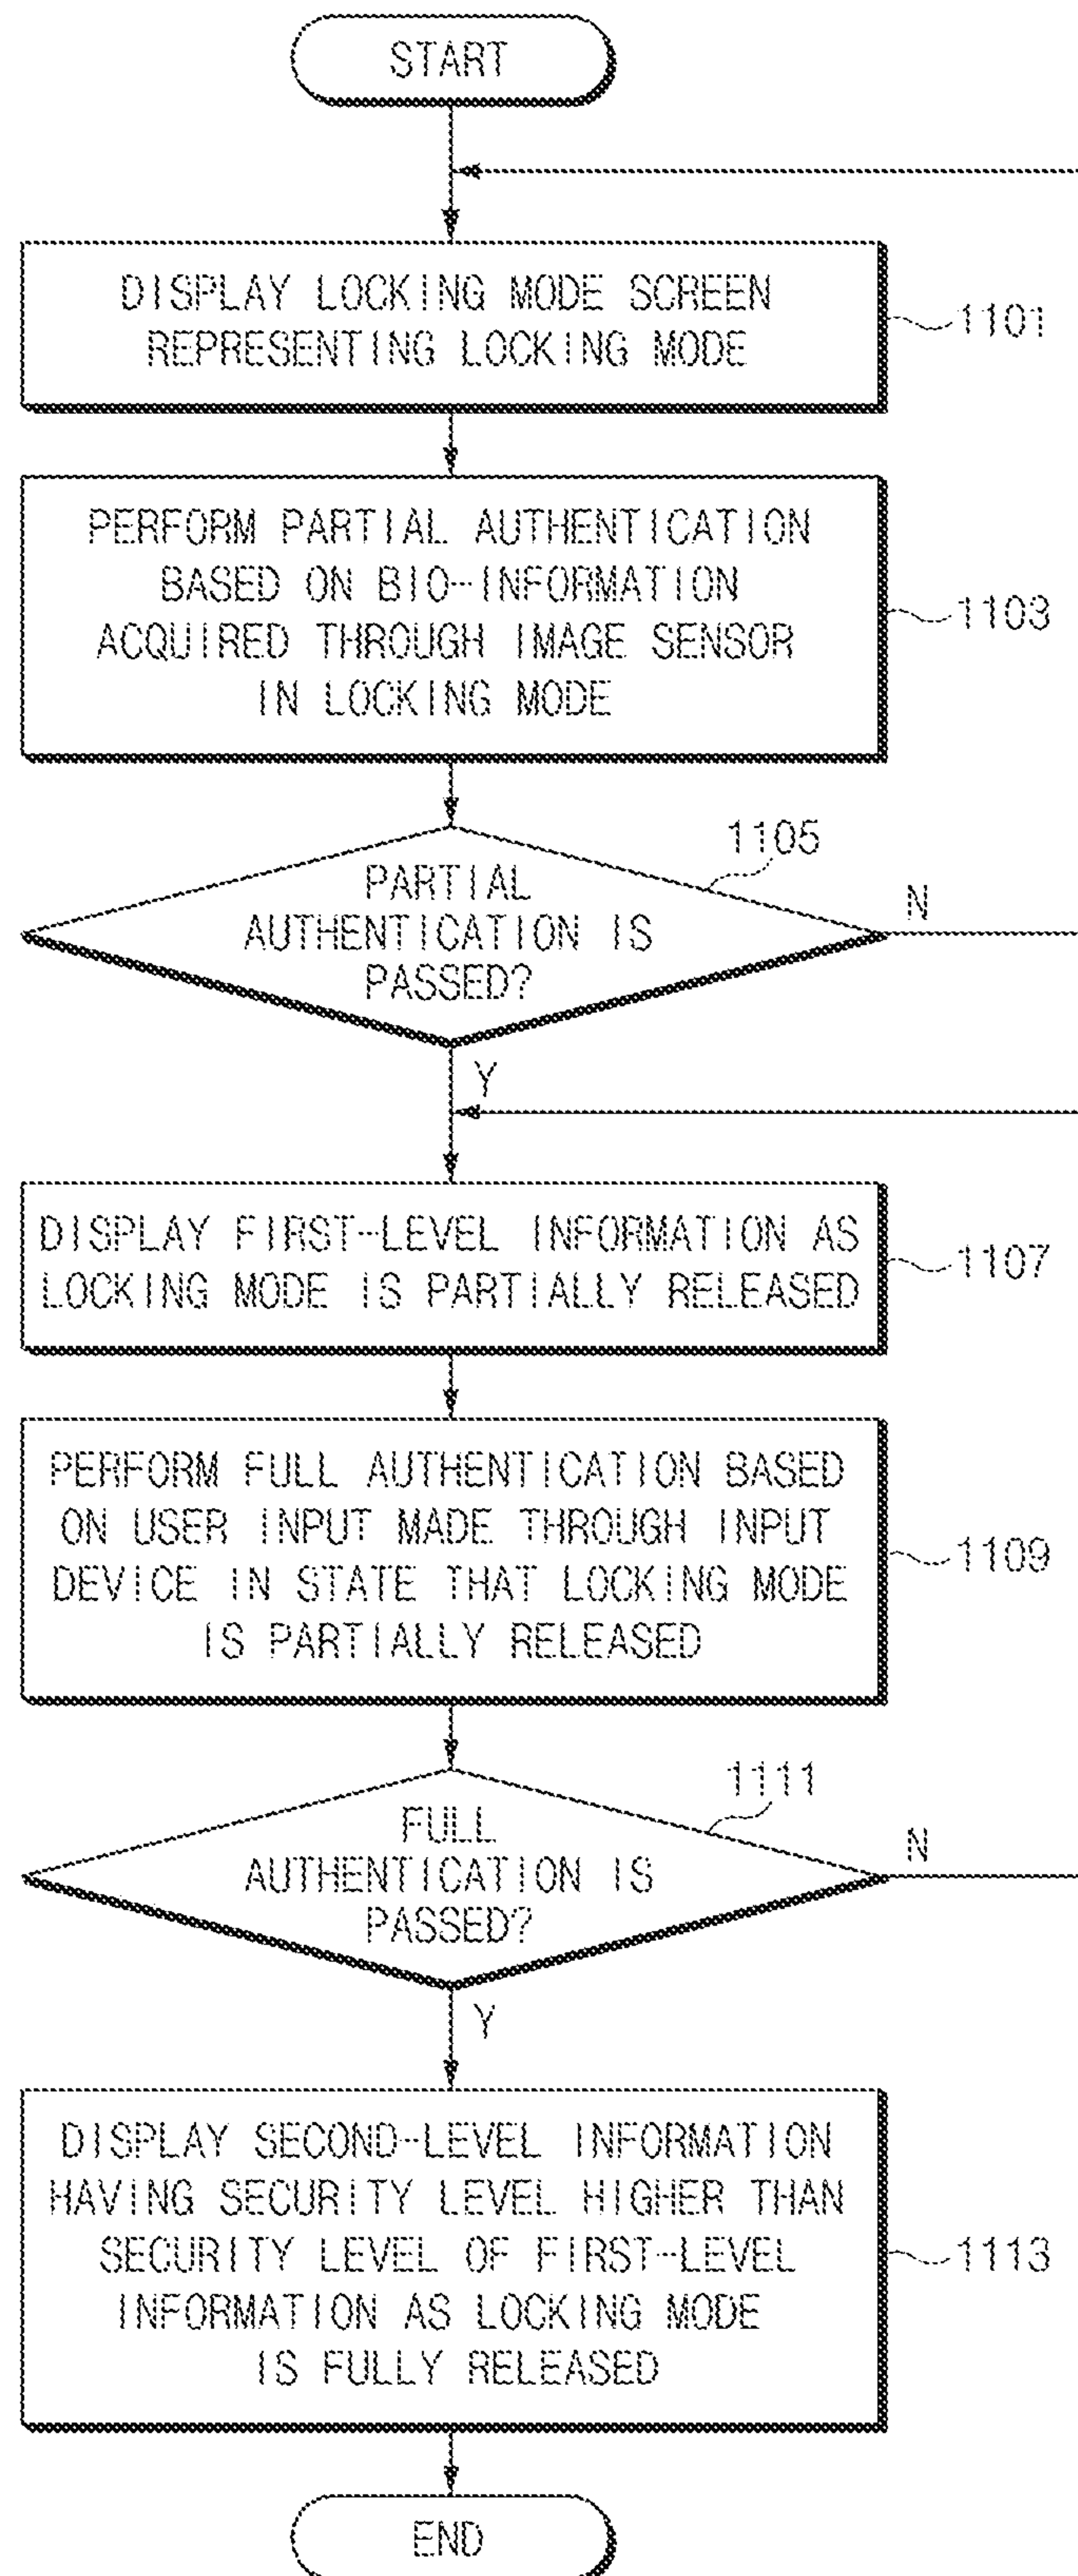 START
DISPLAY LOCKING MODE SCREEN
REPRESENTING LOCKING MODE
1101
PERFORM PARTIAL AUTHENTICATION
BASED ON BIO-INFORMATION
ACQUIRED THROUGH IMAGE SENSOR
IN LOCKING MODE
1103
1105
PARTIAL
AUTHENTICATION IS
PASSED?
N
Y
DISPLAY FIRST-LEVEL INFORMATION AS
LOCKING MODE IS PARTIALLY RELEASED
1107
PERFORM FULL AUTHENTICATION BASED
ON USER INPUT MADE THROUGH INPUT
DEVICE IN STATE THAT LOCKING MODE
IS PARTIALLY RELEASED
1109
1111
FULL
AUTHENTICATION IS
PASSED?
N
Y
DISPLAY SECOND-LEVEL INFORMATION
HAVING SECURITY LEVEL HIGHER THAN
SECURITY LEVEL OF FIRST-LEVEL
INFORMATION AS LOCKING MODE
IS FULLY RELEASED
1113
END